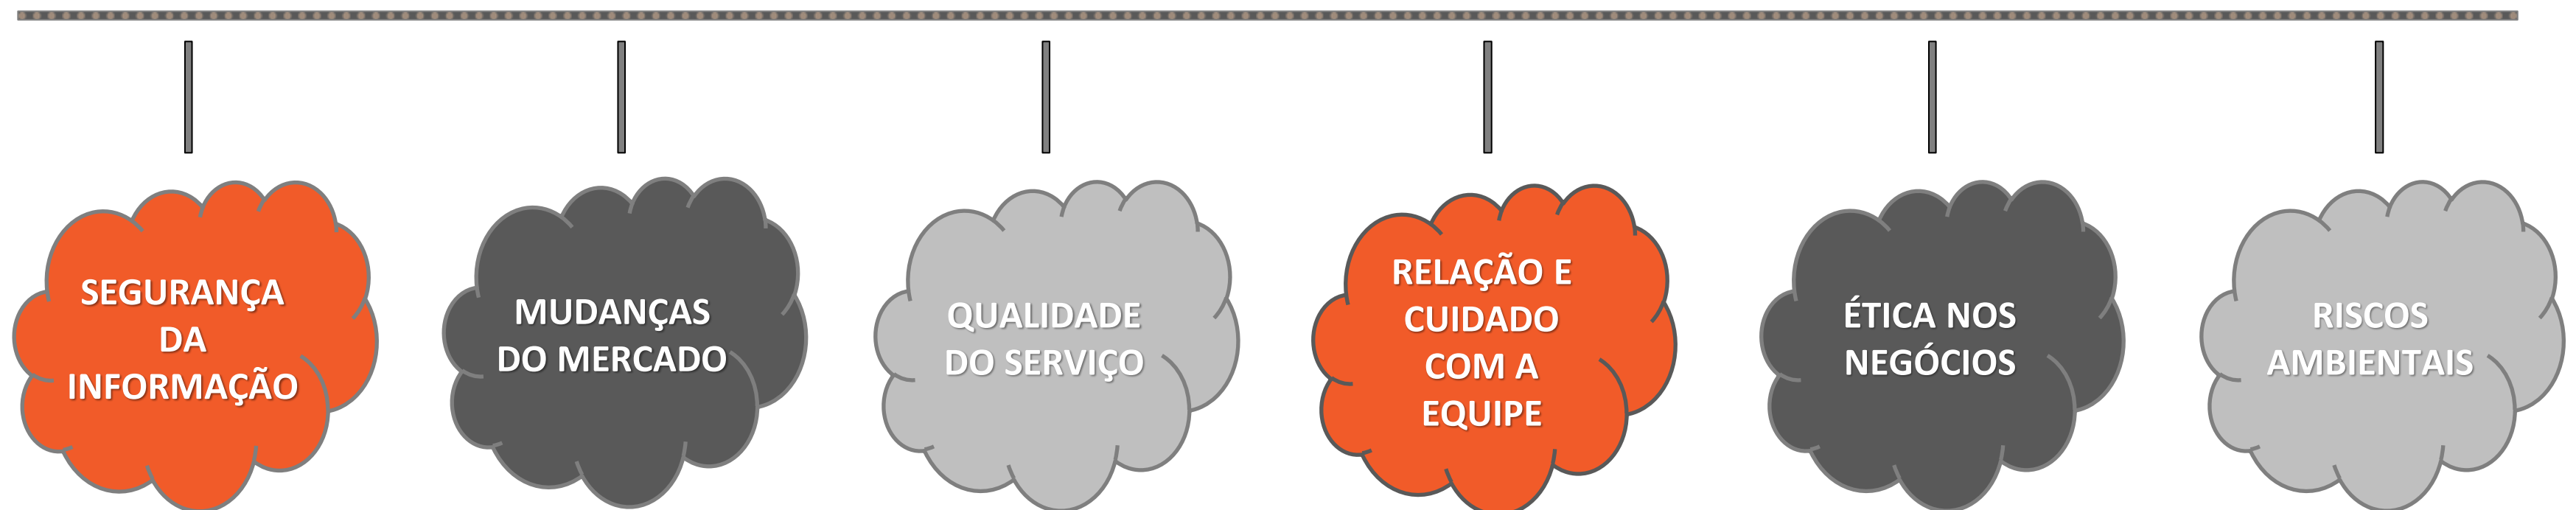 SEGURANÇA
DA
INFORMAÇÃO
MUDANÇAS
DO MERCADO
QUALIDADE
DO SERVIÇO
RELAÇÃO E
CUIDADO
COM A
EQUIPE
ÉTICA NOS
NEGÓCIOS
RISCOS
AMBIENTAIS